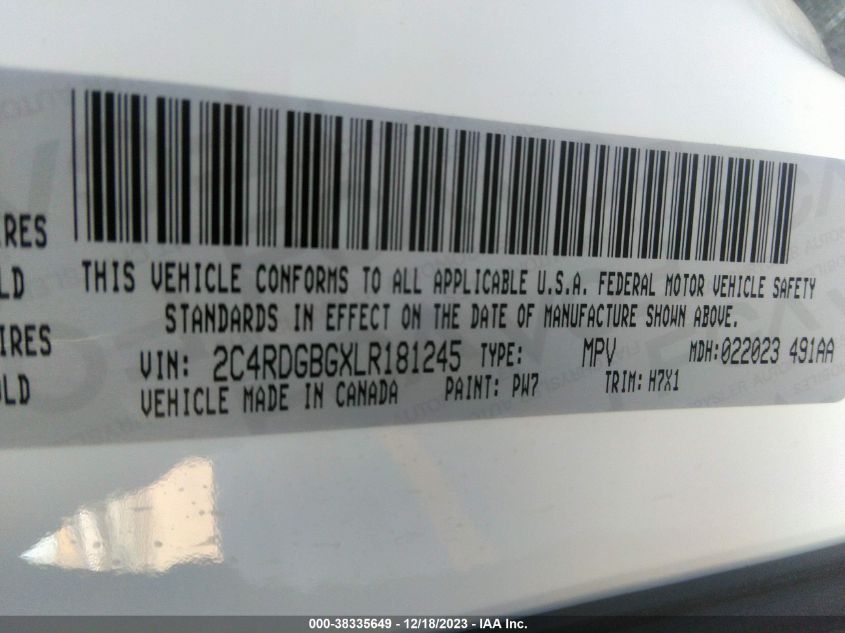 THIS VEHICLE CONFORMS TO ALL APPLICABLE U.S.A. FEDERAL MOTOR VEHICLE SAFETY
STANDARDS IN EFFECT ON THE DATE OF MANUFACTURE SHOWN ABOVE.
VIN: 2C4RDGBGXLR181245 TYPE: MPV MDH:022023 491AA
VEHICLE MADE IN CANADA PAINT: PW7 TRIM: H7X1
IRES
LD
IRES
OLD
000-38335649 - 12/18/2023 - IAA Inc.